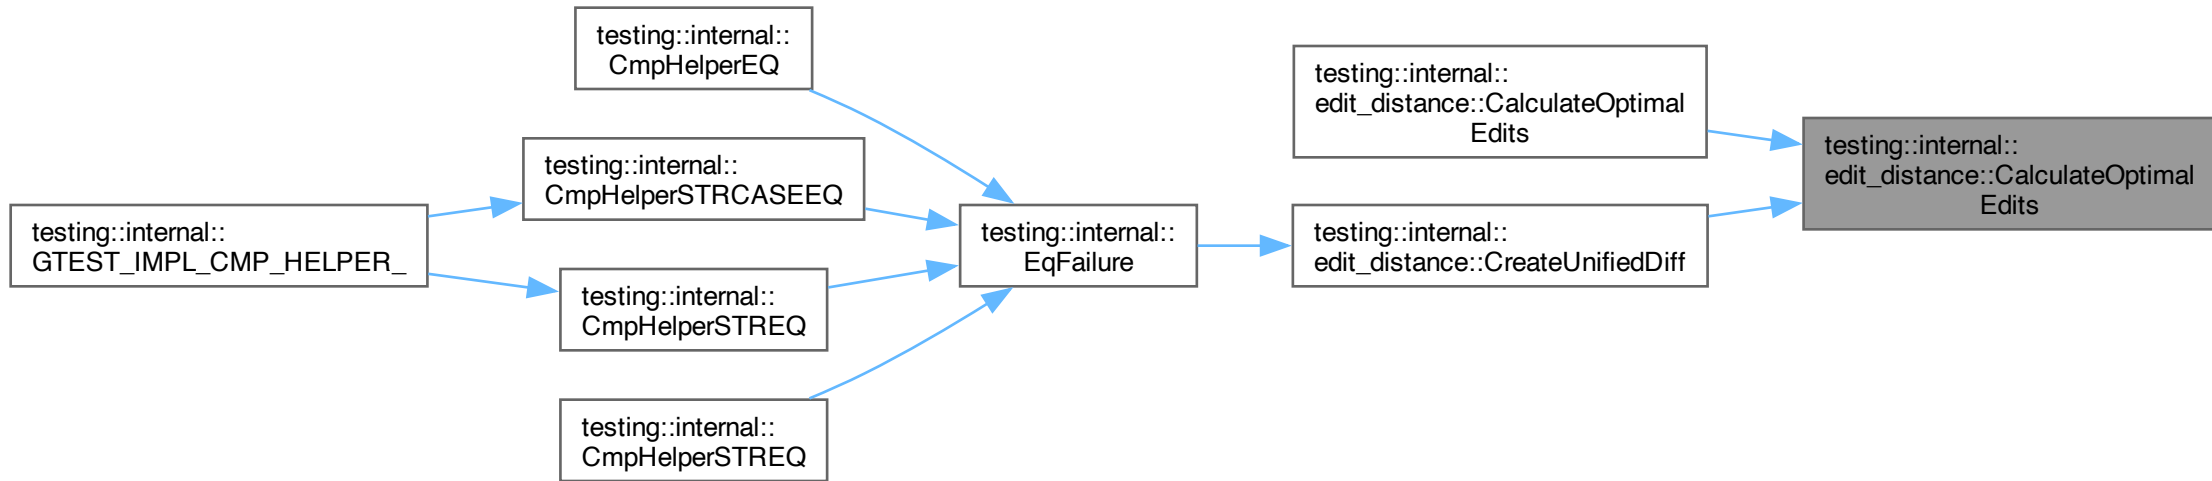 testing::internal::
CmpHelperEQ
testing::internal::
CmpHelperSTRCASEEQ
testing::internal::
GTEST_IMPL_CMP_HELPER_
testing::internal::
CmpHelperSTREQ
testing::internal::
CmpHelperSTREQ
testing::internal::
EqFailure
testing::internal::
edit_distance::CalculateOptimal
Edits
testing::internal::
edit_distance::CreateUnifiedDiff
testing::internal::
edit_distance::CalculateOptimal
Edits